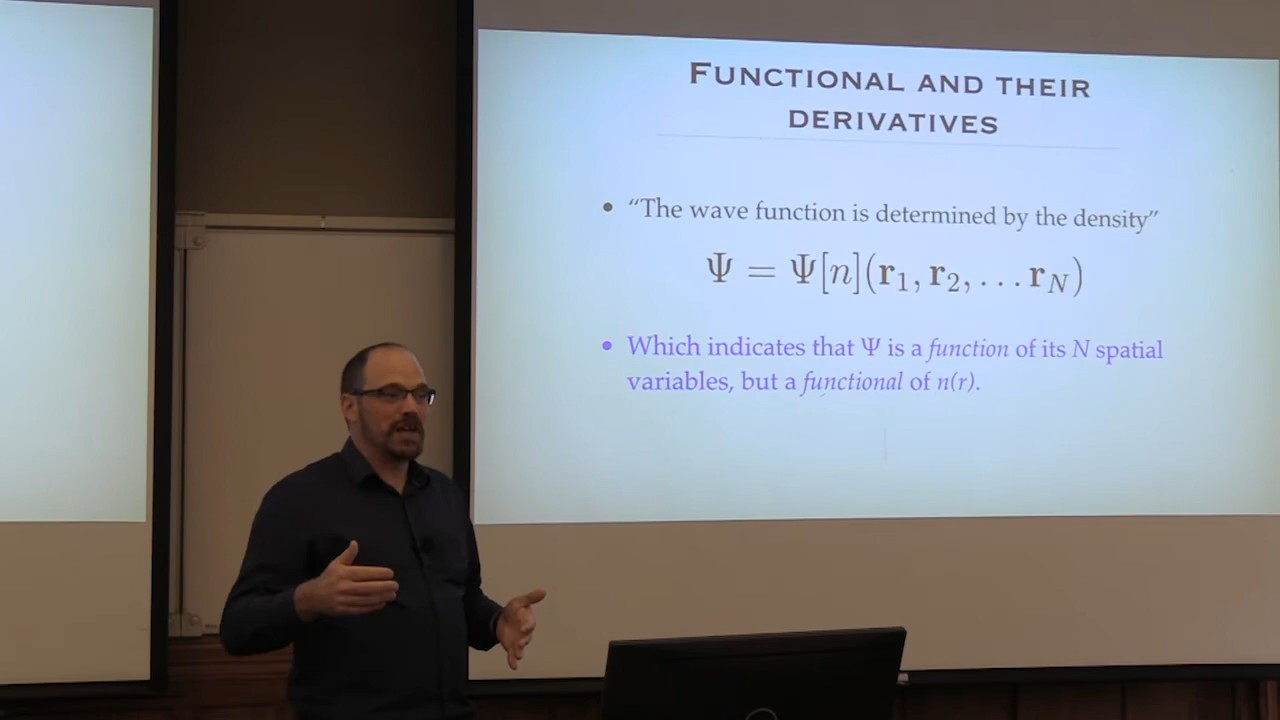 FUNCTIONAL AND THEIR
DERIVATIVES
• “The wave function is determined by the density”
Ψ = Ψ[n](r₁, r₂, . . . r_N)
• Which indicates that Ψ is a function of its N spatial
variables, but a functional of n(r).